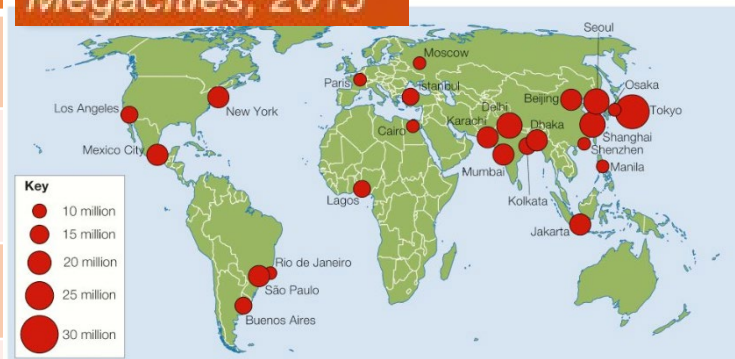 Megacities, 2015
Seoul
Moscow
Paris
Istanbul
Osaka
Beijing
Tokyo
Los Angeles
New York
Delhi
Karachi
Dhaka
Cairo
Shanghai
Shenzhen
Mexico City
Mumbai
Manila
Kolkata
Lagos
Jakarta
Key
10 million
15 million
20 million
25 million
30 million
Rio de Janeiro
São Paulo
Buenos Aires